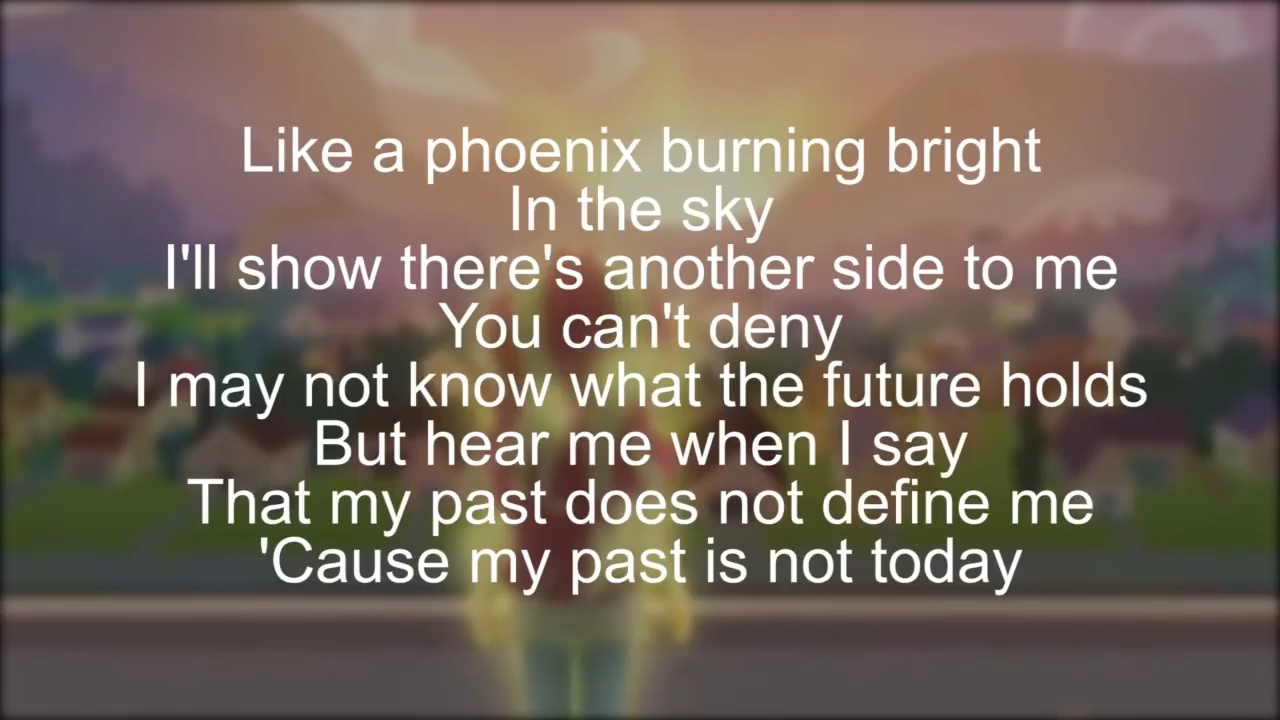 Like a phoenix burning bright
In the sky
I'll show there's another side to me
You can't deny
I may not know what the future holds
But hear me when I say
That my past does not define me
'Cause my past is not today